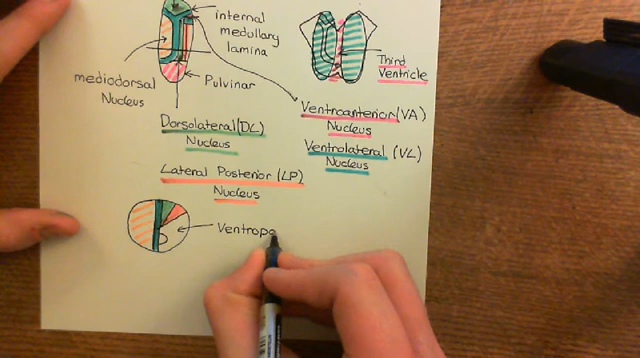 internal
medullary
lamina
mediodorsal
Nucleus
Pulvinar
Third
Ventricle
Dorsolateral (DL)
Nucleus
Ventroanterior (VA)
Nucleus
Ventrolateral (VL)
Nucleus
Lateral Posterior (LP)
Nucleus
Ventropo